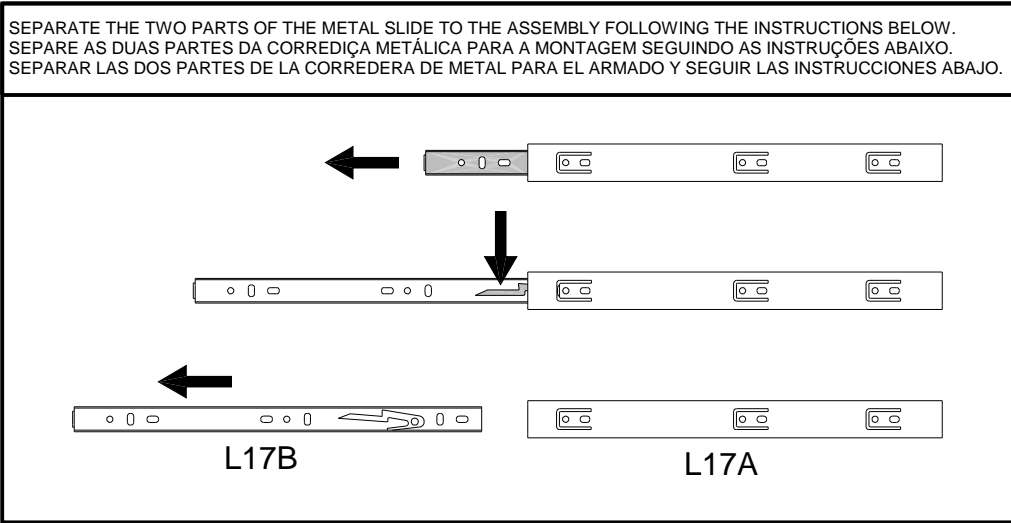 SEPARATE THE TWO PARTS OF THE METAL SLIDE TO THE ASSEMBLY FOLLOWING THE INSTRUCTIONS BELOW.
SEPARE AS DUAS PARTES DA CORREDIÇA METÁLICA PARA A MONTAGEM SEGUINDO AS INSTRUÇÕES ABAIXO.
SEPARAR LAS DOS PARTES DE LA CORREDERA DE METAL PARA EL ARMADO Y SEGUIR LAS INSTRUCCIONES ABAJO.
L17B
L17A